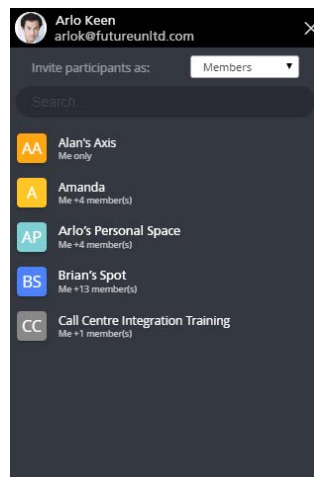 Arlo Keen
arlok@futureunltd.com
Invite participants as: Members
Search
AA Alan's Axis
Me only
A Amanda
Me +4 member(s)
AP Arlo's Personal Space
Me +4 member(s)
BS Brian's Spot
Me +13 member(s)
CC Call Centre Integration Training
Me +1 member(s)